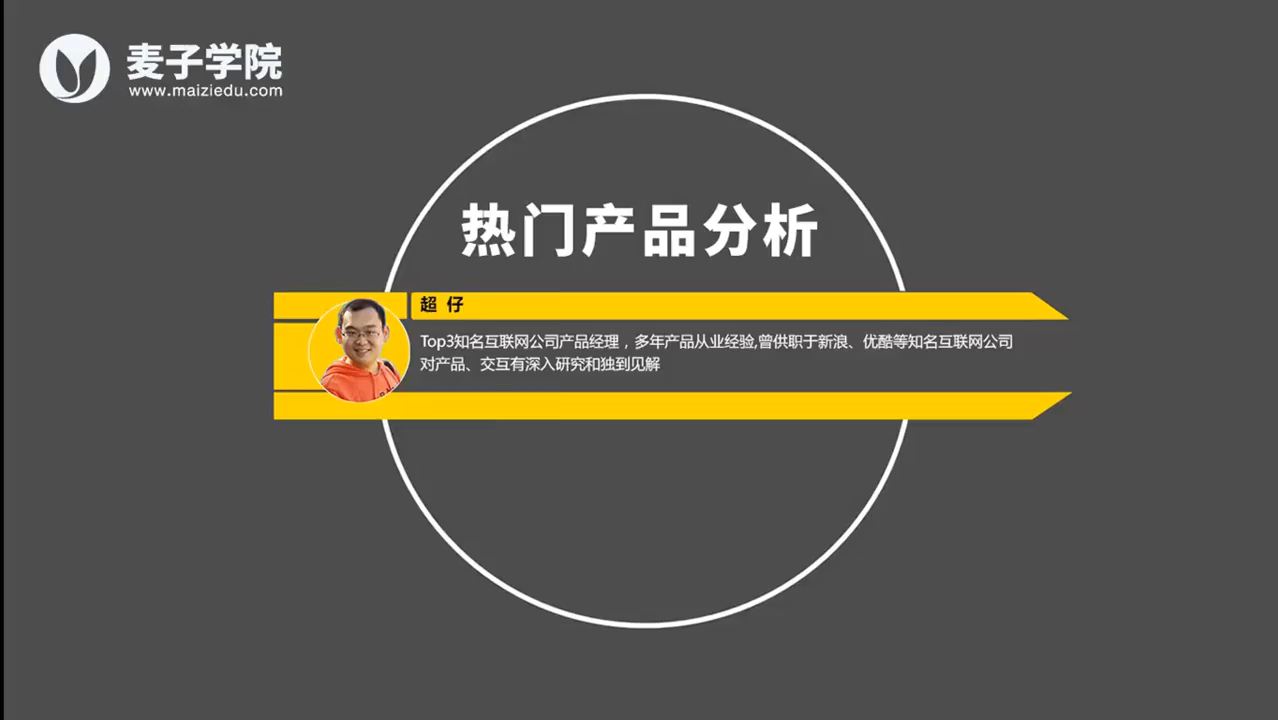 麦子学院
www.maiziedu.com
热门产品分析
超 仔
Top3知名互联网公司产品经理，多年产品从业经验,曾供职于新浪、优酷等知名互联网公司
对产品、交互有深入研究和独到见解